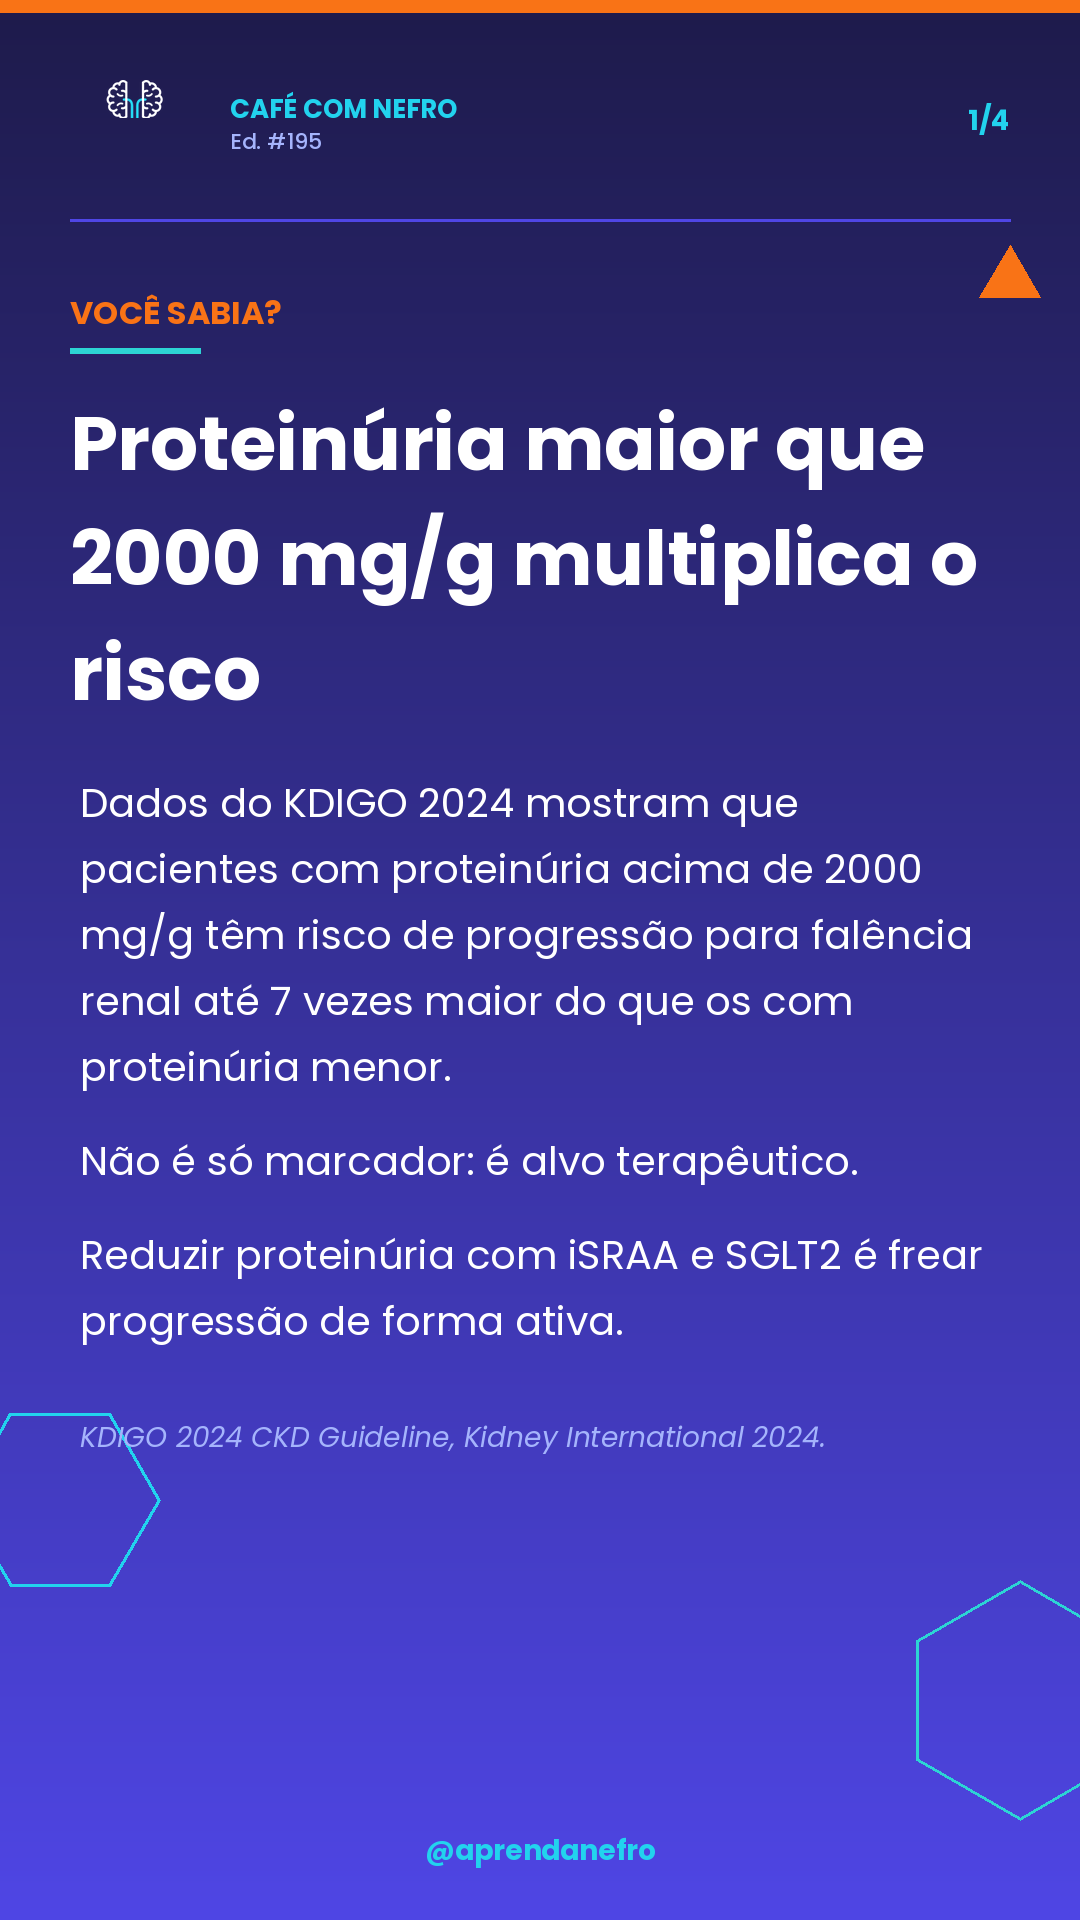 CAFÉ COM NEFRO
Ed. #195
1/4
VOCÊ SABIA?
Proteinúria maior que
2000 mg/g multiplica o
risco
Dados do KDIGO 2024 mostram que
pacientes com proteinúria acima de 2000
mg/g têm risco de progressão para falência
renal até 7 vezes maior do que os com
proteinúria menor.
Não é só marcador: é alvo terapêutico.
Reduzir proteinúria com iSRAA e SGLT2 é frear
progressão de forma ativa.
KDIGO 2024 CKD Guideline, Kidney International 2024.
@aprendanefro